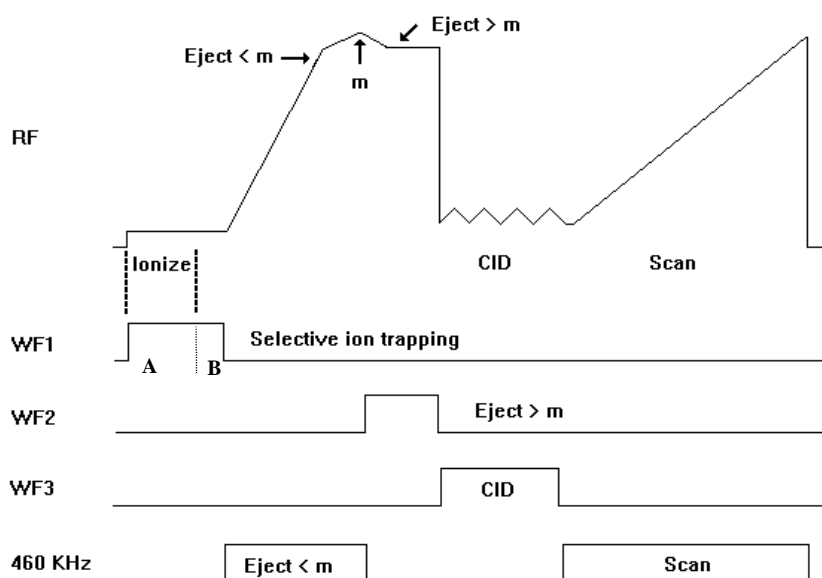 Eject > m
Eject < m
m
RF
Ionize
CID
Scan
WF1
Selective ion trapping
A
B
WF2
Eject > m
WF3
CID
460 KHz
Eject < m
Scan